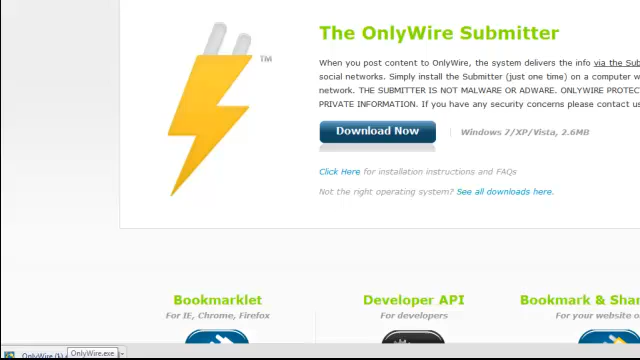 The OnlyWire Submitter
TM
When you post content to OnlyWire, the system delivers the info via the Sub
social networks. Simply install the Submitter (just one time) on a computer w
network. THE SUBMITTER IS NOT MALWARE OR ADWARE. ONLYWIRE PROTEC
PRIVATE INFORMATION. If you have any security concerns please contact us
Download Now
Windows 7/XP/Vista, 2.6MB
Click Here for installation instructions and FAQs
Not the right operating system? See all downloads here.
Bookmarklet
For IE, Chrome, Firefox
Developer API
For developers
Bookmark & Shar
For your website o
OnlyWire
OnlyWire.exe